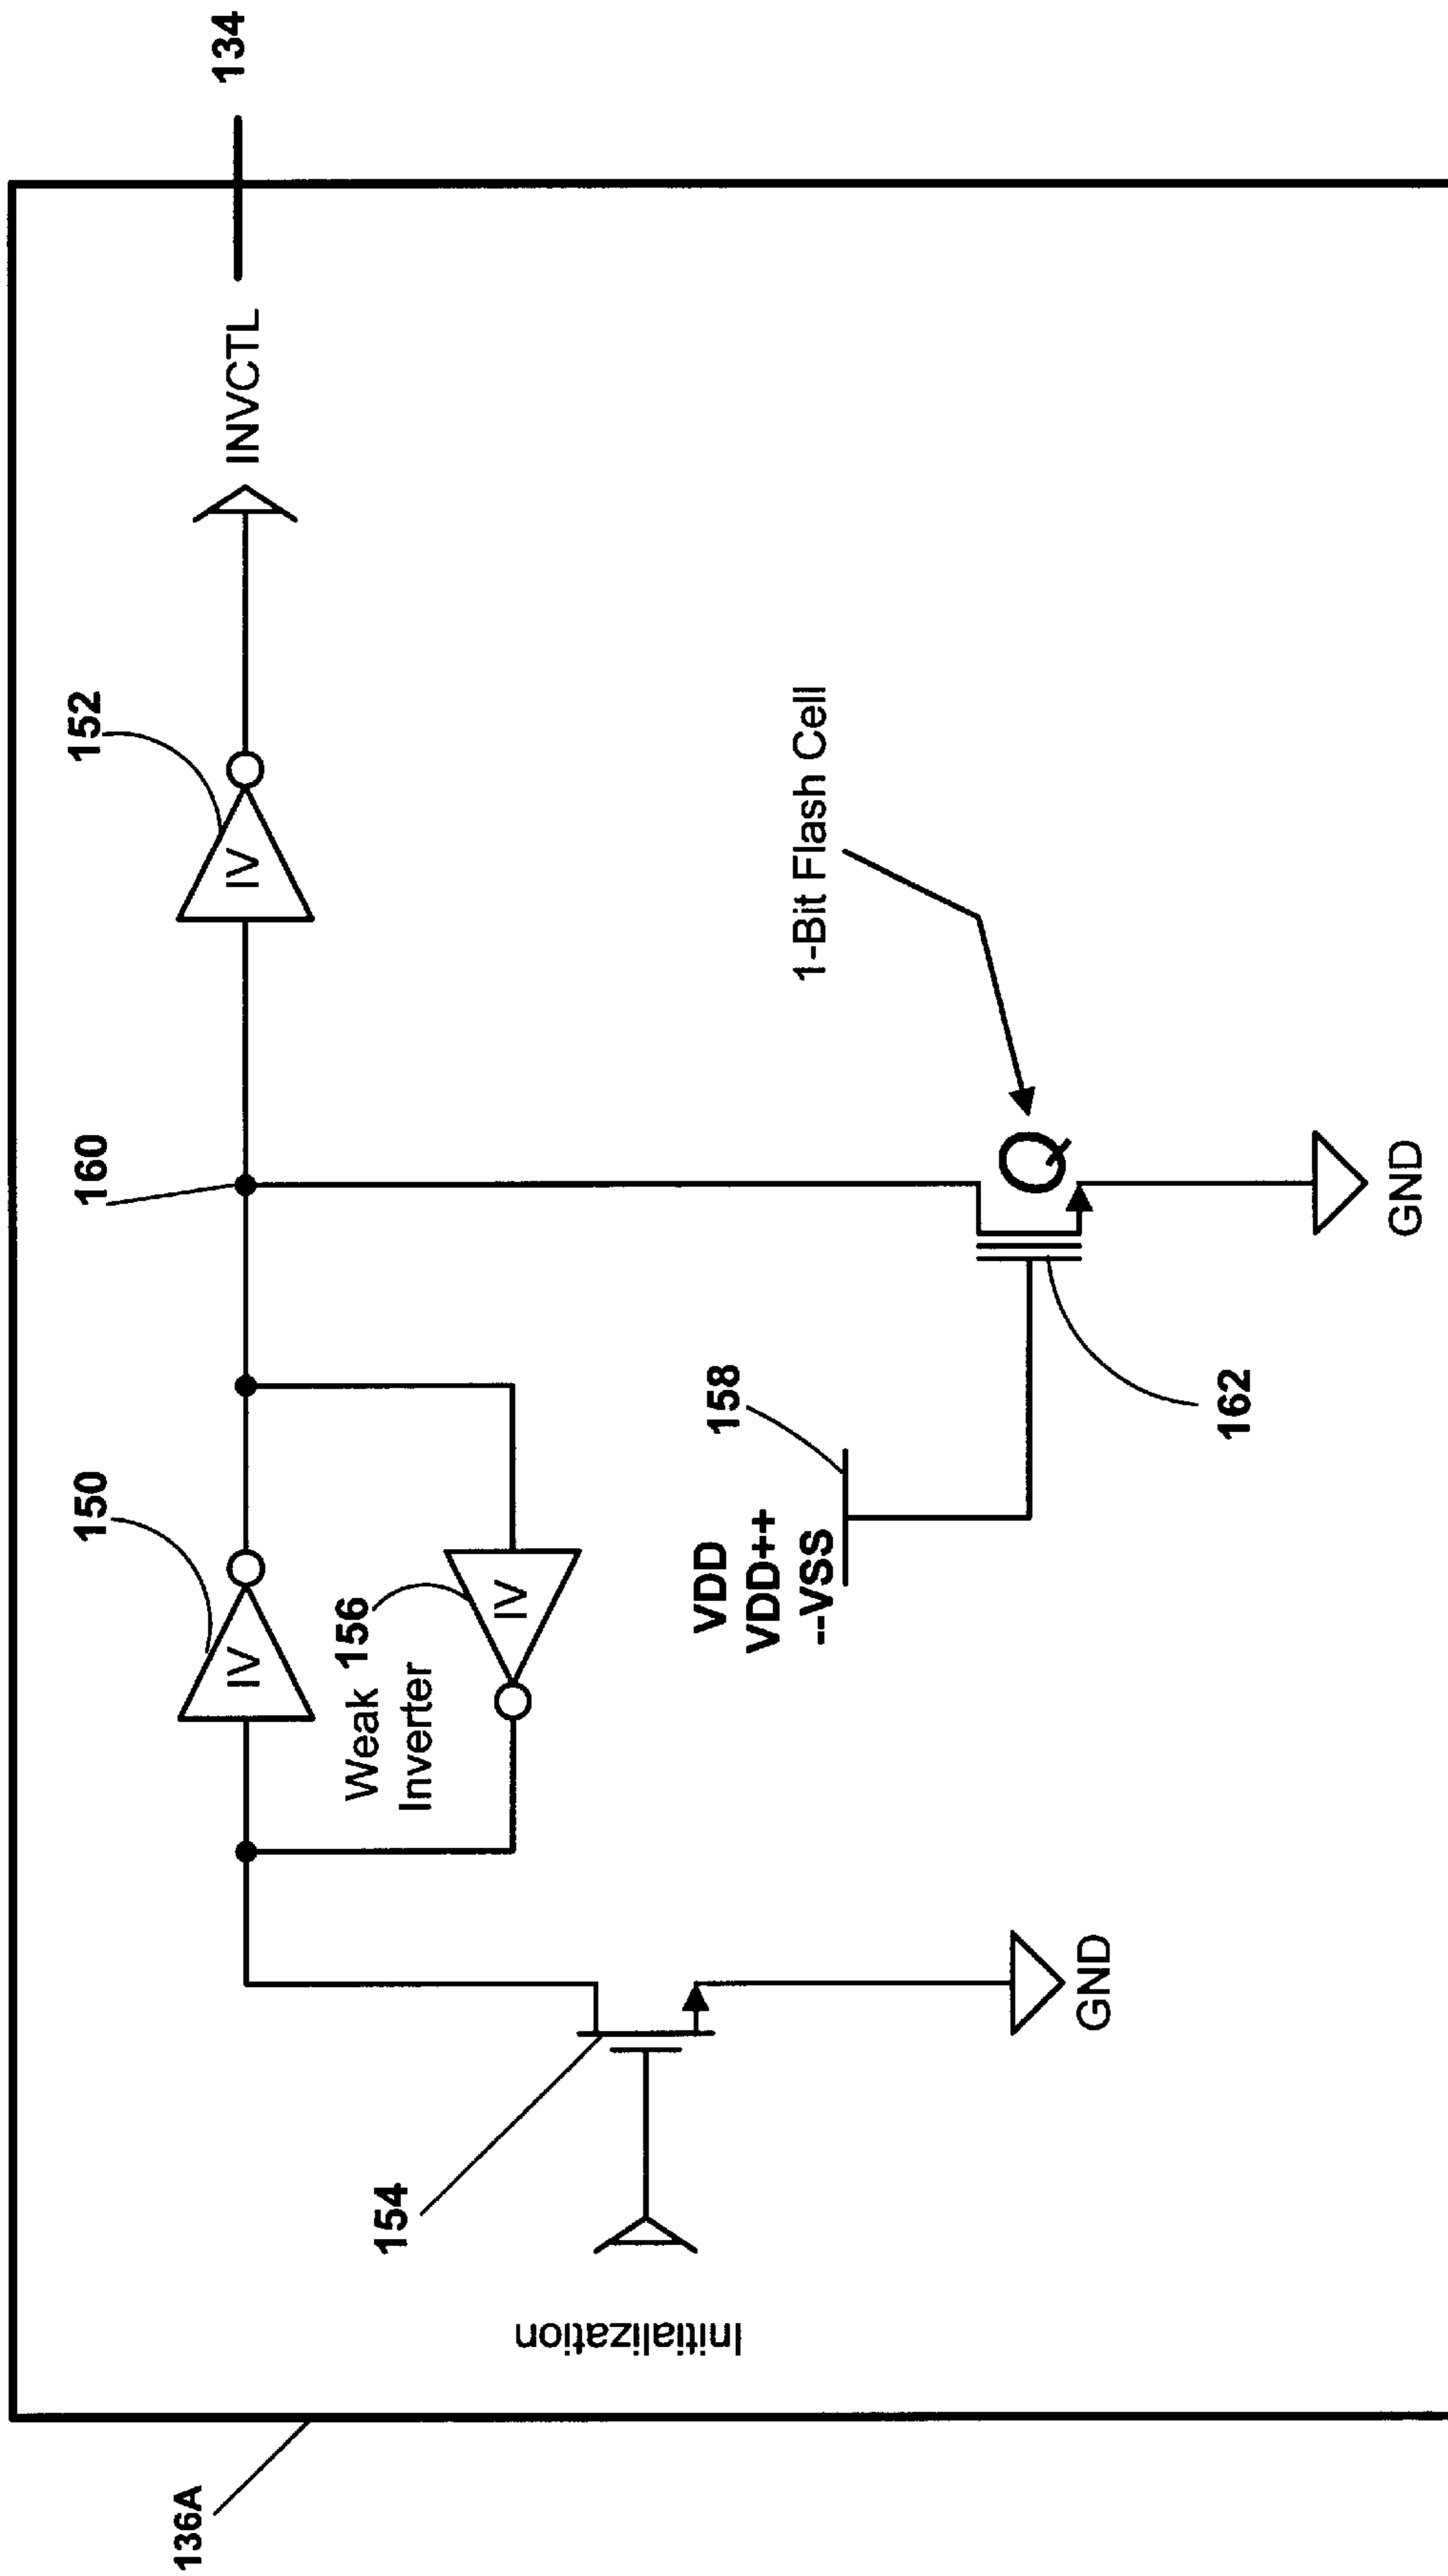 136A
Initialization
154
150
Weak 156
Inverter
IV
IV
160
152
IV
INVCTL
134
VDD
VDD++
--VSS
158
162
Q
1-Bit Flash Cell
GND
GND